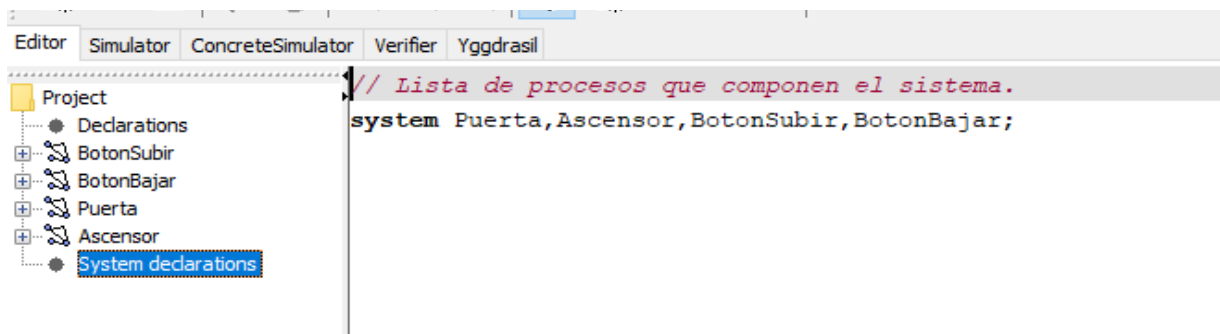 Editor Simulator ConcreteSimulator Verifier Yggdrasil
Project
Declarations
BotonSubir
BotonBajar
Puerta
Ascensor
System declarations
// Lista de procesos que componen el sistema.
system Puerta,Ascensor,BotonSubir,BotonBajar;